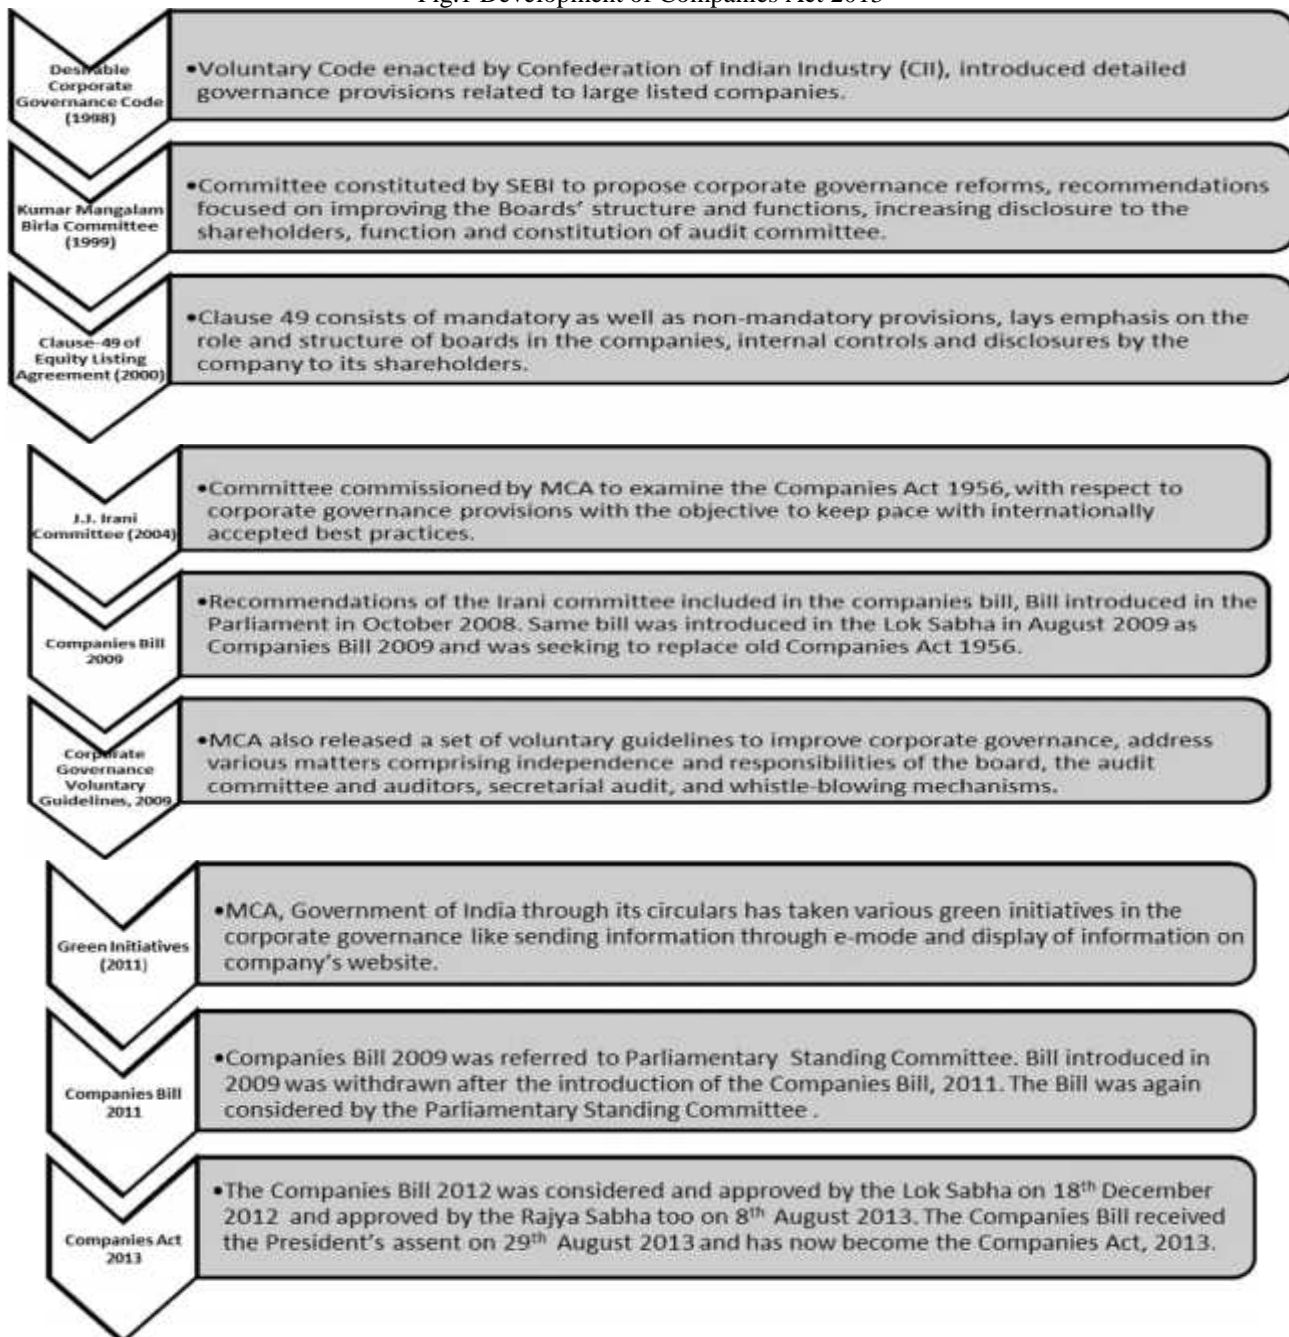 Fig.1 Development of Companies Act 2013
Desirable
Corporate
Governance Code
(1998)
•Voluntary Code enacted by Confederation of Indian Industry (CII), introduced detailed
governance provisions related to large listed companies.
Kumar Mangalam
Birla Committee
(1999)
•Committee constituted by SEBI to propose corporate governance reforms, recommendations
focused on improving the Boards' structure and functions, increasing disclosure to the
shareholders, function and constitution of audit committee.
Clause-49 of
Equity Listing
Agreement (2000)
•Clause 49 consists of mandatory as well as non-mandatory provisions, lays emphasis on the
role and structure of boards in the companies, internal controls and disclosures by the
company to its shareholders.
J.J. Irani
Committee (2004)
•Committee commissioned by MCA to examine the Companies Act 1956, with respect to
corporate governance provisions with the objective to keep pace with internationally
accepted best practices.
Companies Bill
2009
•Recommendations of the Irani committee included in the companies bill, Bill introduced in the
Parliament in October 2008. Same bill was introduced in the Lok Sabha in August 2009 as
Companies Bill 2009 and was seeking to replace old Companies Act 1956.
Corporate
Governance
Voluntary
Guidelines, 2009
•MCA also released a set of voluntary guidelines to improve corporate governance, address
various matters comprising independence and responsibilities of the board, the audit
committee and auditors, secretarial audit, and whistle-blowing mechanisms.
Green Initiatives
(2011)
•MCA, Government of India through its circulars has taken various green initiatives in the
corporate governance like sending information through e-mode and display of information on
company's website.
Companies Bill
2011
•Companies Bill 2009 was referred to Parliamentary Standing Committee. Bill introduced in
2009 was withdrawn after the introduction of the Companies Bill, 2011. The Bill was again
considered by the Parliamentary Standing Committee .
Companies Act
2013
•The Companies Bill 2012 was considered and approved by the Lok Sabha on 18th December
2012 and approved by the Rajya Sabha too on 8th August 2013. The Companies Bill received
the President's assent on 29th August 2013 and has now become the Companies Act, 2013.